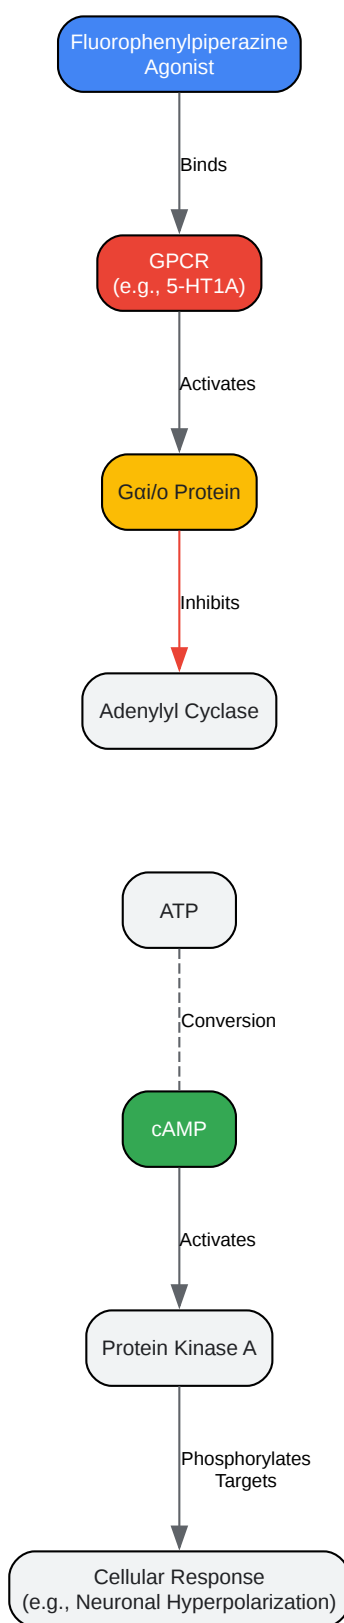 Fluorophenylpiperazine
Agonist
Binds
GPCR
(e.g., 5-HT1A)
Activates
Gαi/o Protein
Inhibits
Adenylyl Cyclase
ATP
Conversion
cAMP
Activates
Protein Kinase A
Phosphorylates
Targets
Cellular Response
(e.g., Neuronal Hyperpolarization)